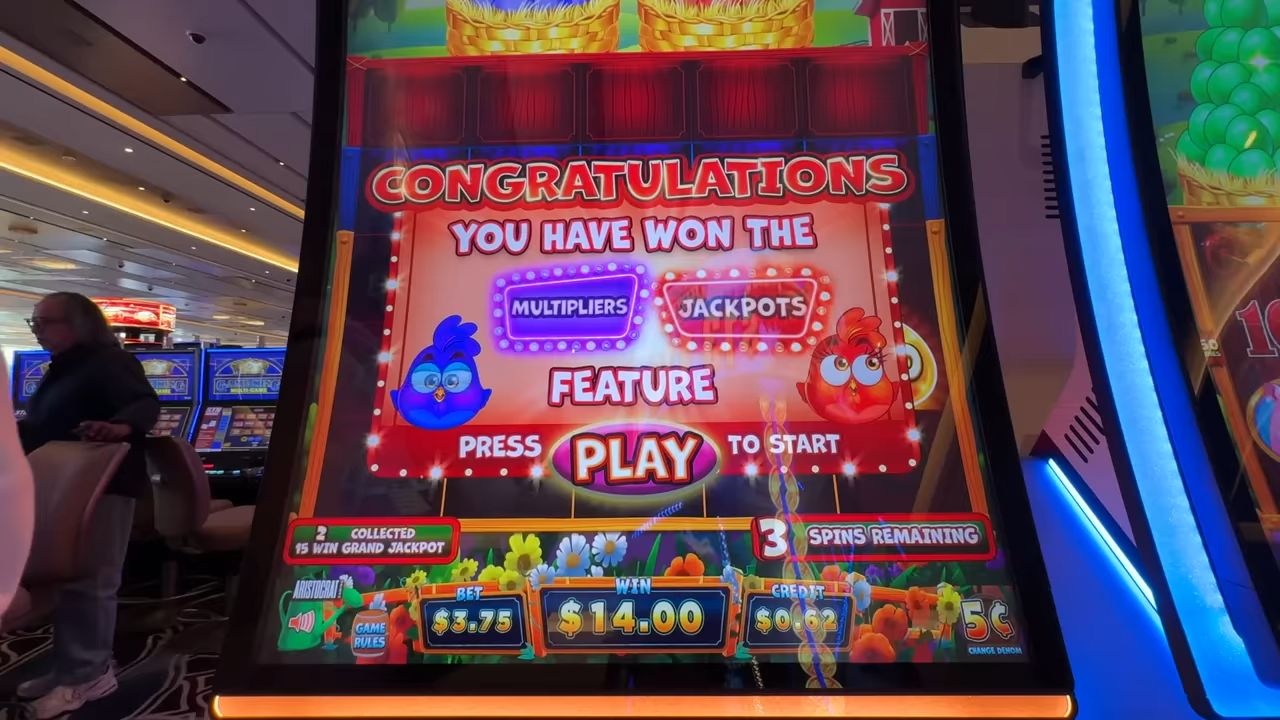 CONGRATULATIONS
YOU HAVE WON THE
MULTIPLIERS JACKPOTS
FEATURE
PRESS PLAY TO START
2 COLLECTED
15 WIN GRAND JACKPOT
3 SPINS REMAINING
ARISTOCRAT
GAME
RULES
BET
$3.75
WIN
$14.00
CREDIT
$0.62
5¢
CHANGE DENOM